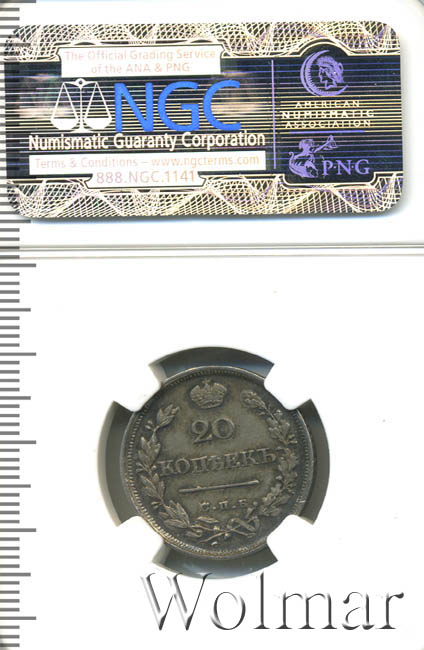 The Official Grading Service
of the ANA & PNG
NGC
Numismatic Guaranty Corporation
Terms & Conditions – www.ngcterms.com
888.NGC.1141
AMERICAN
NUMISMATIC
ASSOCIATION
P·N·G
20
КОПѢЕКЪ
С.П.Б.
Wolmar